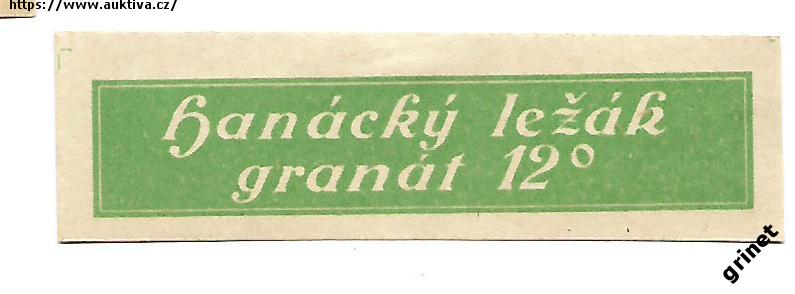 https://www.auktiva.cz/
Hanácký ležák
granát 12°
grinet